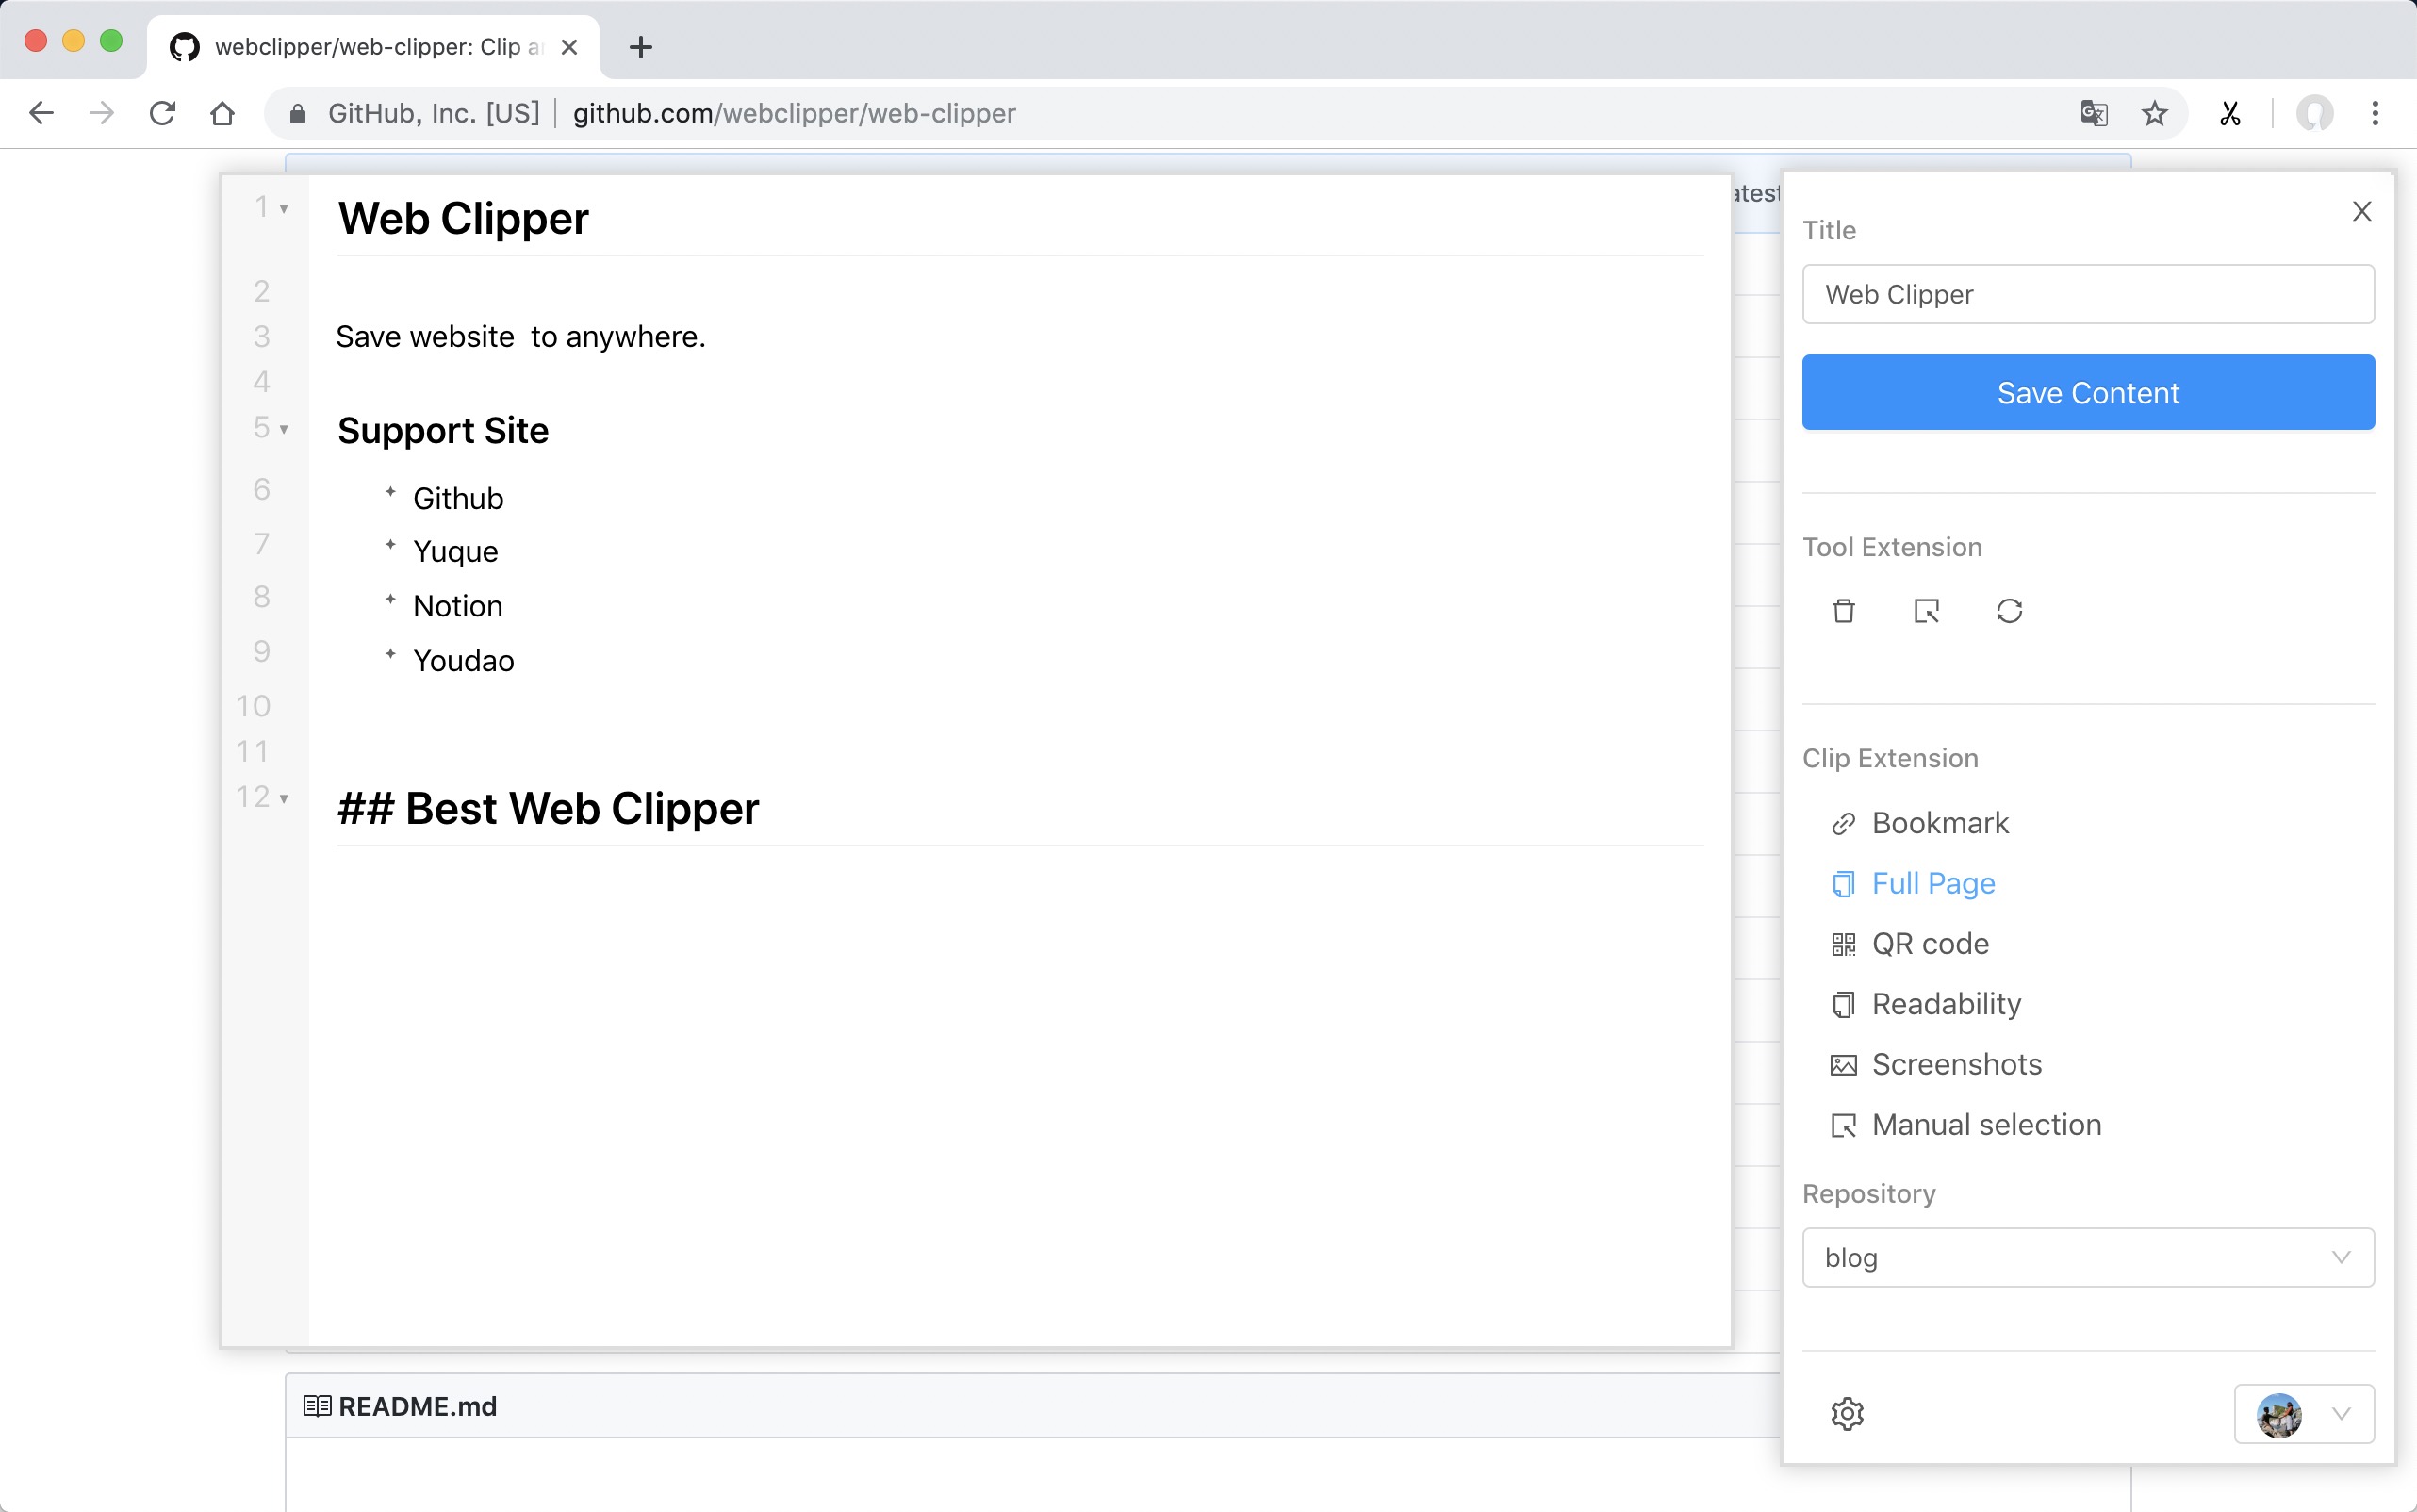 webclipper/web-clipper: Clip a
GitHub, Inc. [US] | github.com/webclipper/web-clipper
1 Web Clipper
2
3 Save website  to anywhere.
4
5 Support Site
6 Github
7 Yuque
8 Notion
9 Youdao
10
11
12 ## Best Web Clipper
README.md
Title
Web Clipper
Save Content
Tool Extension
Clip Extension
Bookmark
Full Page
QR code
Readability
Screenshots
Manual selection
Repository
blog